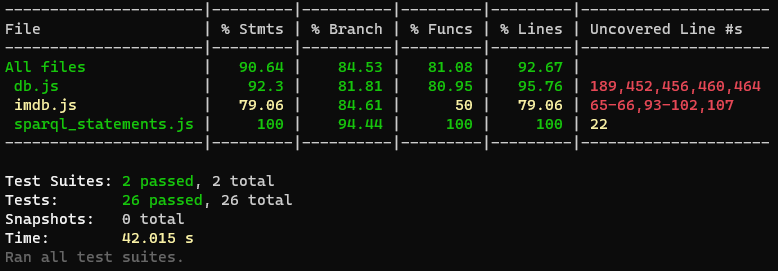 -----------------------|---------|----------|---------|---------|---------------------
File                   | % Stmts | % Branch | % Funcs | % Lines | Uncovered Line #s
-----------------------|---------|----------|---------|---------|---------------------
All files              |   90.64 |    84.53 |   81.08 |   92.67 |
 db.js                 |    92.3 |    81.81 |   80.95 |   95.76 | 189,452,456,460,464
 imdb.js               |   79.06 |    84.61 |      50 |   79.06 | 65-66,93-102,107
 sparql_statements.js  |     100 |    94.44 |     100 |     100 | 22
-----------------------|---------|----------|---------|---------|---------------------
Test Suites: 2 passed, 2 total
Tests:       26 passed, 26 total
Snapshots:   0 total
Time:        42.015 s
Ran all test suites.